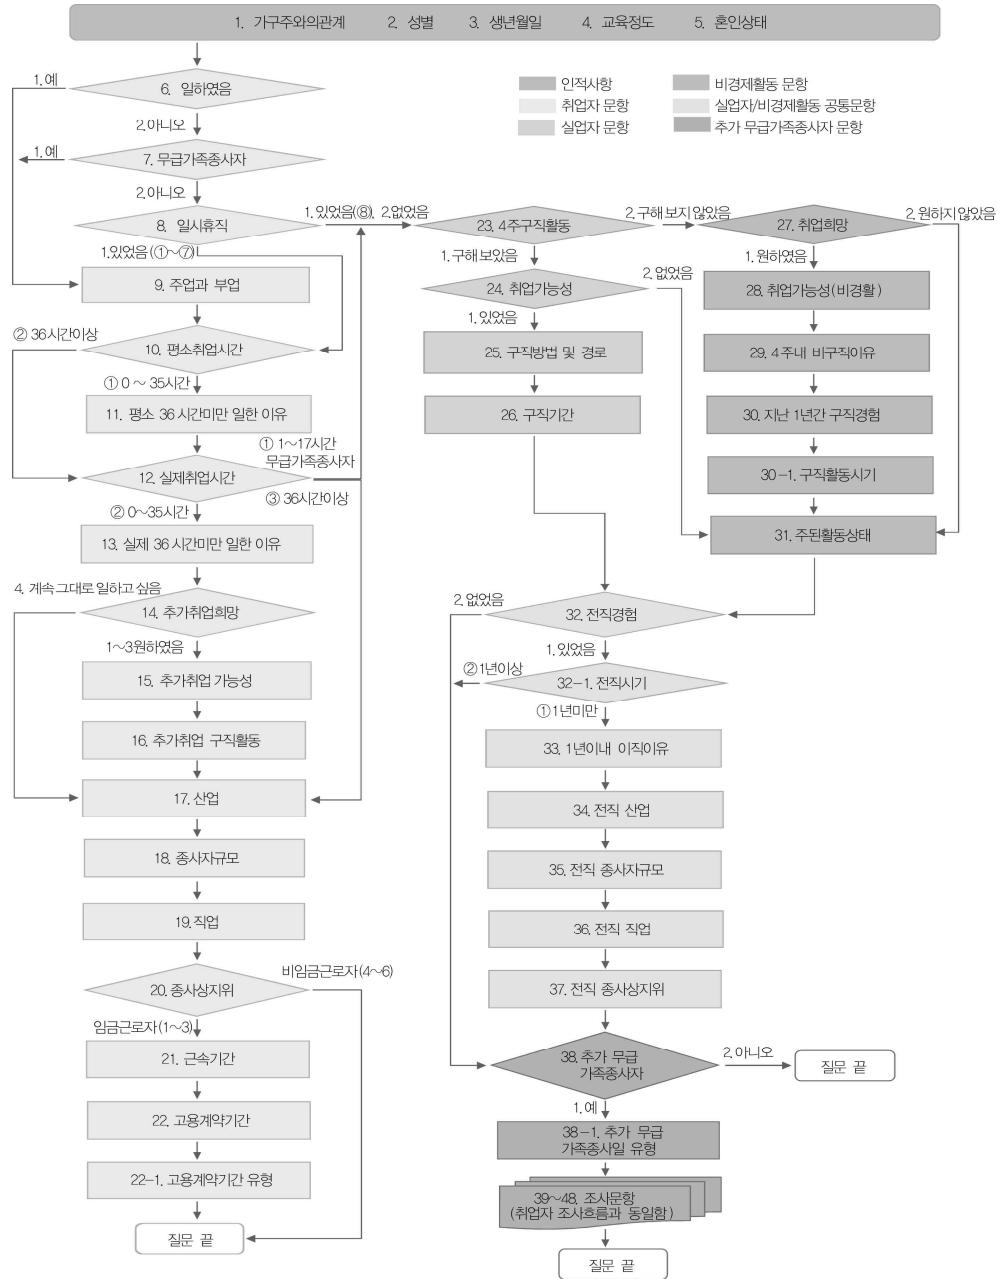 1. 가구주와의관계 2. 성별 3. 생년월일 4. 교육정도 5. 혼인상태
인적사항
취업자 문항
실업자 문항
비경제활동 문항
실업자/비경제활동 공통문항
추가 무급가족종사자 문항
1. 예
6. 일하였음
2. 아니오
1. 예
7. 무급가족종사자
2. 아니오
8. 일시휴직
1. 있었음(⑧), 2. 없었음
1. 있었음 (①~⑦)
9. 주업과 부업
② 36시간이상
10. 평소취업시간
① 0 ~ 35시간
11. 평소 36 시간미만 일한 이유
① 1~17시간
무급가족종사자
12. 실제취업시간
③ 36시간이상
② 0~35시간
13. 실제 36 시간미만 일한 이유
4. 계속 그대로 일하고 싶음
14. 추가취업희망
1~3원하였음
15. 추가취업 가능성
16. 추가취업 구직활동
17. 산업
18. 종사자규모
19. 직업
비임금근로자(4~6)
20. 종사상지위
임금근로자(1~3)
21. 근속기간
22. 고용계약기간
22-1. 고용계약기간 유형
질문 끝
23. 4주구직활동
2. 구해 보지 않았음
1. 구해 보았음
24. 취업가능성
2. 없었음
1. 있었음
25. 구직방법 및 경로
26. 구직기간
27. 취업희망
2. 원하지 않았음
1. 원하였음
28. 취업가능성(비경활)
29. 4주내 비구직이유
30. 지난 1년간 구직경험
30-1. 구직활동시기
31. 주된활동상태
2. 없었음
32. 전직경험
1. 있었음
② 1년이상
32-1. 전직시기
① 1년미만
33. 1년이내 이직이유
34. 전직 산업
35. 전직 종사자규모
36. 전직 직업
37. 전직 종사상지위
38. 추가 무급
가족종사자
2. 아니오
질문 끝
1. 예
38-1. 추가 무급
가족종사일 유형
39~48. 조사문항
(취업자 조사흐름과 동일함)
질문 끝